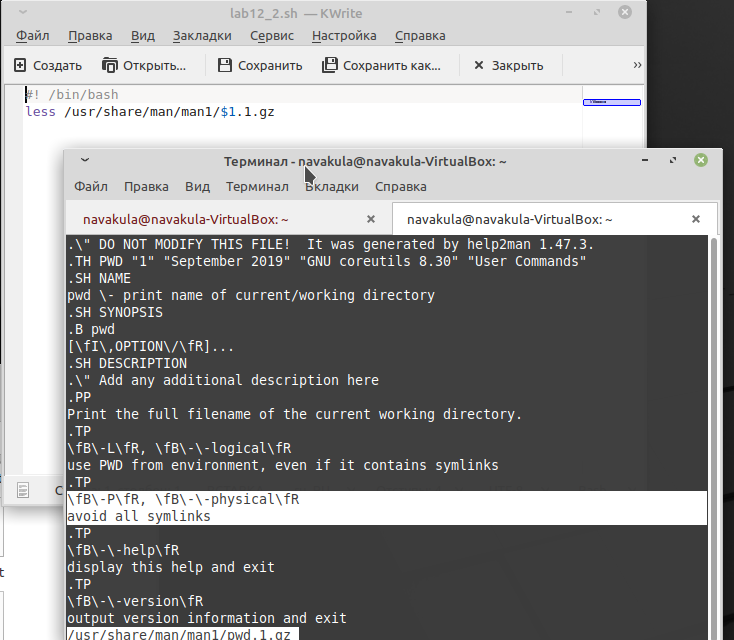 lab12_2.sh — KWrite
Файл Правка Вид Закладки Сервис Настройка Справка
Создать Открыть... Сохранить Сохранить как... Закрыть »
#! /bin/bash
less /usr/share/man/man1/$1.1.gz
Терминал - navakula@navakula-VirtualBox: ~
Файл Правка Вид Терминал Вкладки Справка
navakula@navakula-VirtualBox: ~ navakula@navakula-VirtualBox: ~
.\" DO NOT MODIFY THIS FILE!  It was generated by help2man 1.47.3.
.TH PWD "1" "September 2019" "GNU coreutils 8.30" "User Commands"
.SH NAME
pwd \- print name of current/working directory
.SH SYNOPSIS
.B pwd
[\fI\,OPTION\/\fR]...
.SH DESCRIPTION
.\" Add any additional description here
.PP
Print the full filename of the current working directory.
.TP
\fB\-L\fR, \fB\-\-logical\fR
use PWD from environment, even if it contains symlinks
.TP
\fB\-P\fR, \fB\-\-physical\fR
avoid all symlinks
.TP
\fB\-\-help\fR
display this help and exit
.TP
\fB\-\-version\fR
output version information and exit
/usr/share/man/man1/pwd.1.gz